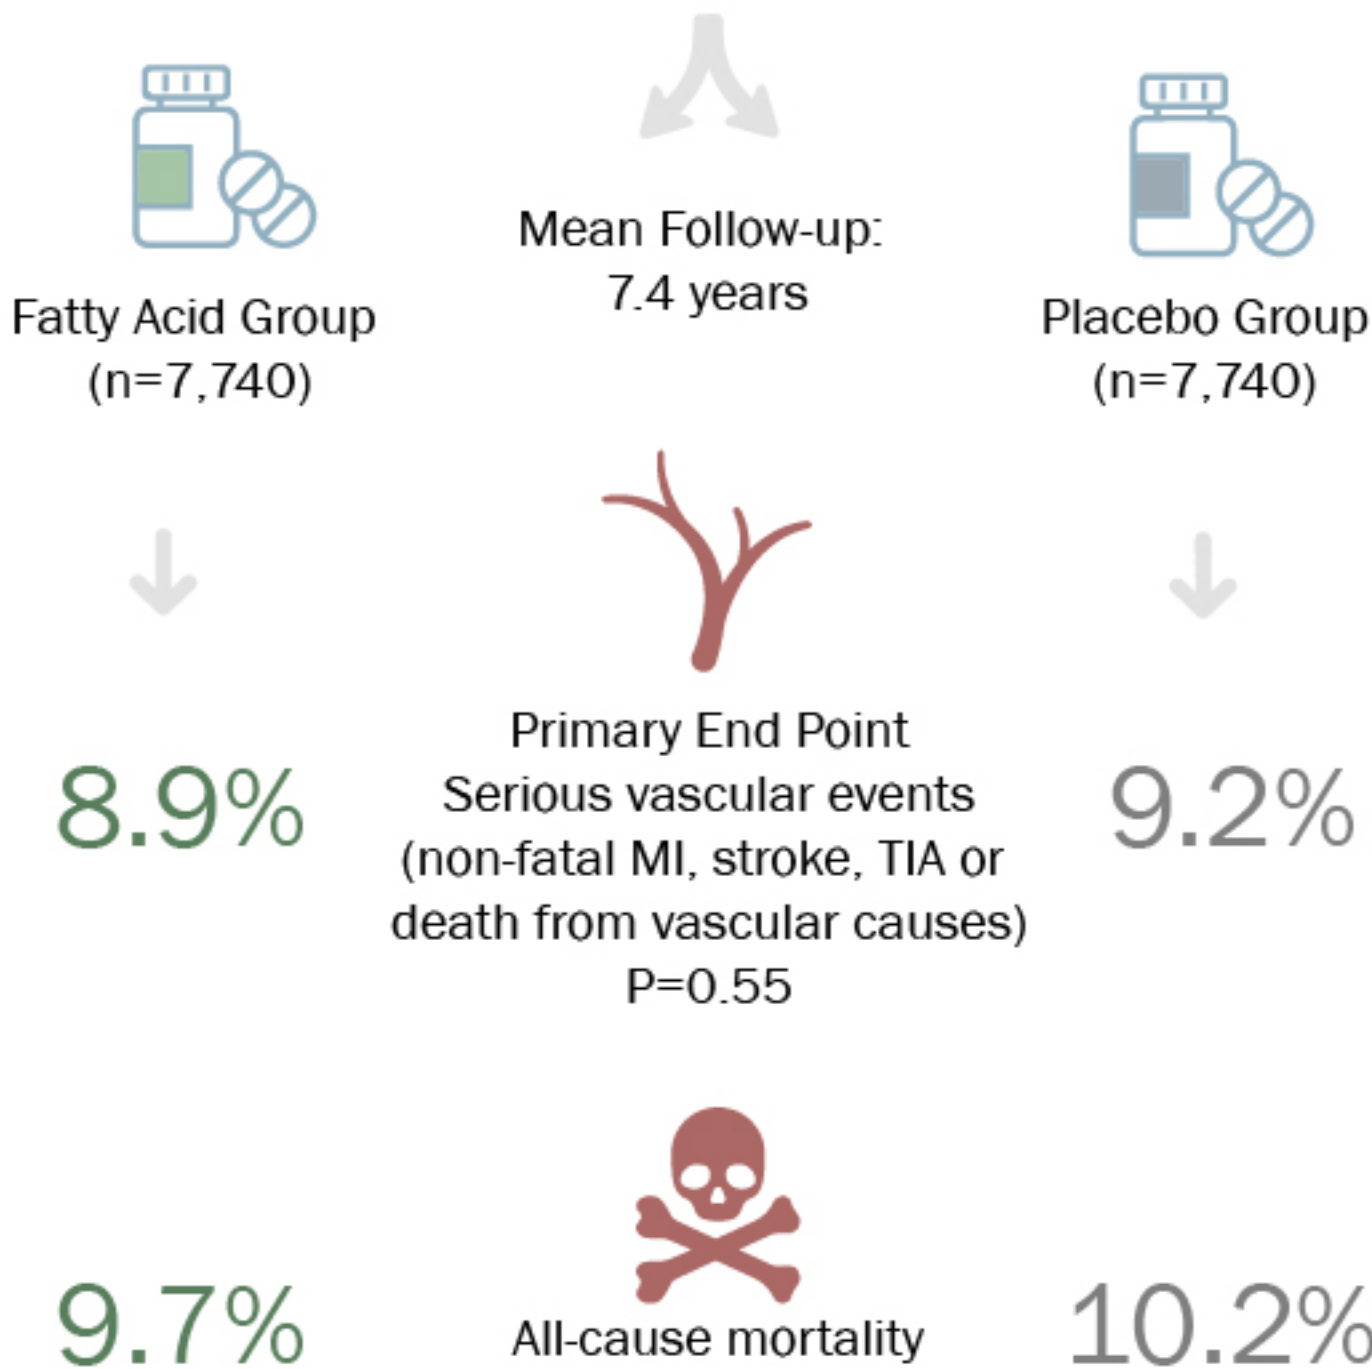 Mean Follow-up:
7.4 years
Fatty Acid Group
(n=7,740)
Placebo Group
(n=7,740)
8.9%
Primary End Point
Serious vascular events
(non-fatal MI, stroke, TIA or
death from vascular causes)
P=0.55
9.2%
9.7%
All-cause mortality
10.2%